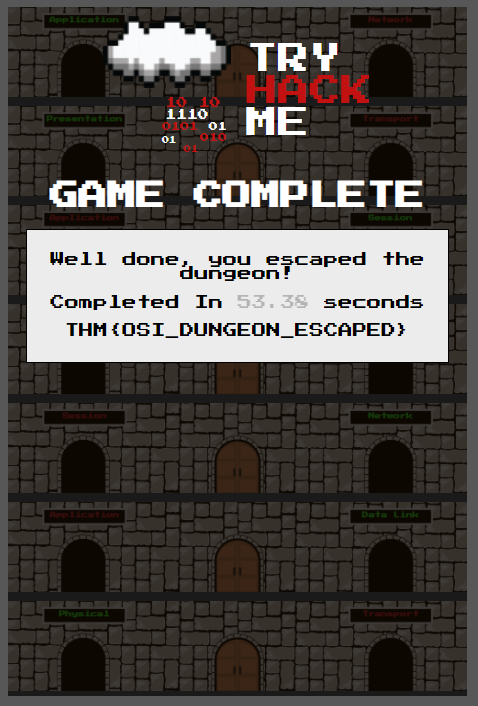 Application
Network
TRY
HACK
ME
10 10
1110
0101 01
01 010
01
Presentation
Transport
GAME COMPLETE
Application
Session
Well done, you escaped the
dungeon!
Completed In 53.38 seconds
THM{OSI_DUNGEON_ESCAPED}
Session
Network
Application
Data Link
Physical
Transport